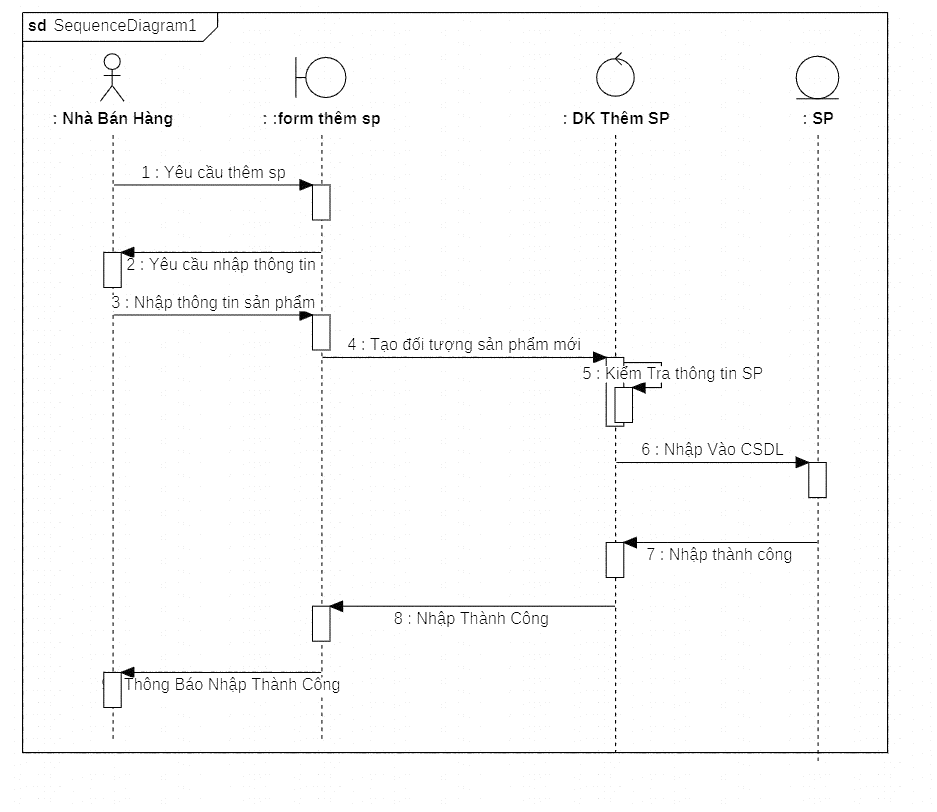 sd SequenceDiagram1
: Nhà Bán Hàng
: :form thêm sp
: DK Thêm SP
: SP
1 : Yêu cầu thêm sp
2 : Yêu cầu nhập thông tin
3 : Nhập thông tin sản phẩm
4 : Tạo đối tượng sản phẩm mới
5 : Kiểm Tra thông tin SP
6 : Nhập Vào CSDL
7 : Nhập thành công
8 : Nhập Thành Công
Thông Báo Nhập Thành Công